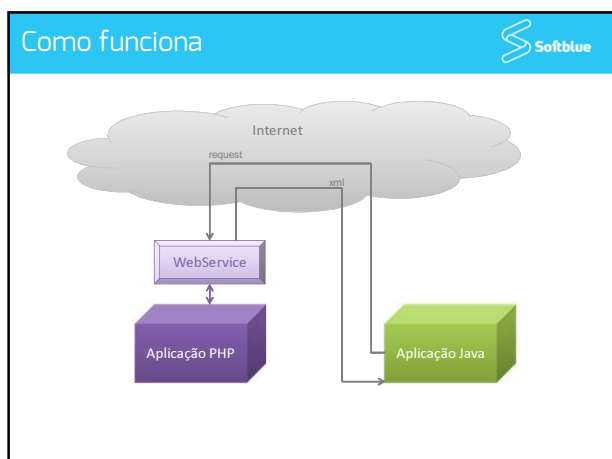 Como funciona
Softblue
Internet
request
xml
WebService
Aplicação PHP
Aplicação Java